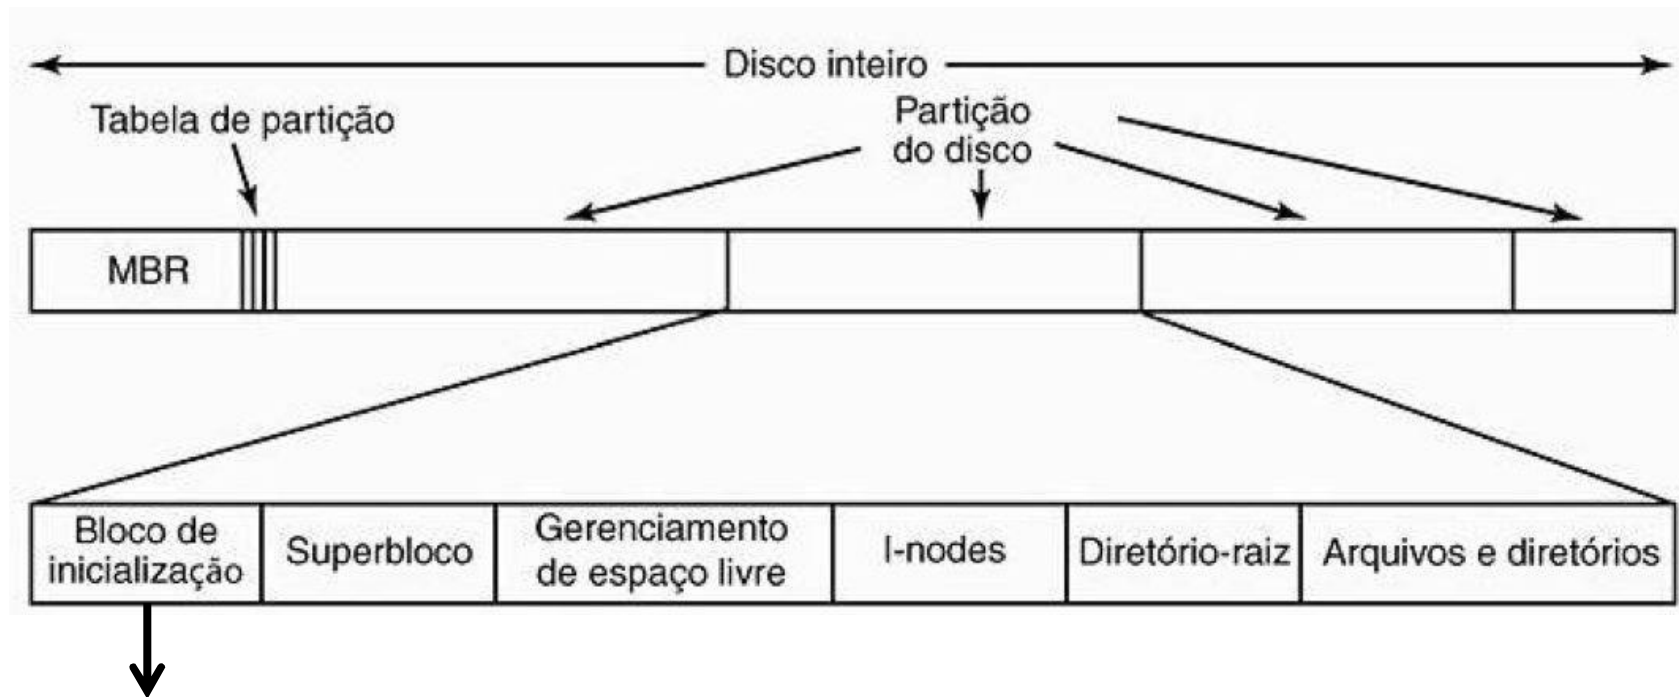 Disco inteiro
Tabela de partição
Partição
do disco
MBR
Bloco de
inicialização
Superbloco
Gerenciamento
de espaço livre
I-nodes
Diretório-raiz
Arquivos e diretórios